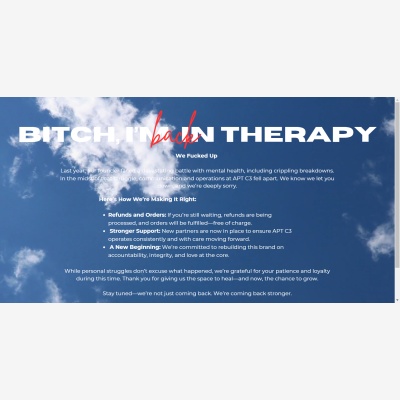 BITCH, I'M back IN THERAPY
We Fucked Up
Last year, battle with mental health, including crippling breakdowns.
In the and operations at APT C3 fell apart. We know we let you
we're deeply sorry.
Here's How We're Making It Right:
• Refunds and Orders: If you're still waiting, refunds are being
processed, and orders will be fulfilled—free of charge.
• Stronger Support: New partners are now in place to ensure APT C3
operates consistently and with care moving forward.
• A New Beginning: We're committed to rebuilding this brand on
accountability, integrity, and love at the core.
While personal struggles don't excuse what happened, we're grateful for your patience and loyalty
during this time. Thank you for giving us the space to heal—and now, the chance to grow.
Stay tuned—we're not just coming back. We're coming back stronger.